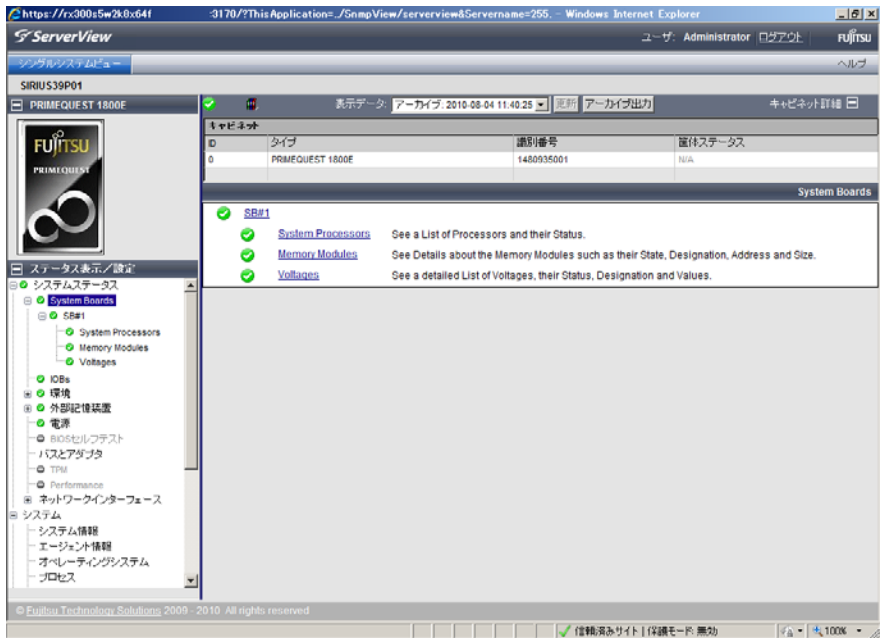 https://rx300s5w2k8x64f :3170/?ThisApplication=../SnmpView/serverview&Servername=255. - Windows Internet Explorer
ServerView
ユーザ: Administrator ログアウト FUJITSU
シングルシステムビュー ヘルプ
SIRIUS39P01
PRIMEQUEST 1800E
表示データ: アーカイブ: 2010-08-04 11:40:25 更新 アーカイブ出力 キャビネット詳細
キャビネット
ID タイプ 識別番号 筐体ステータス
0 PRIMEQUEST 1800E 1480935001 N/A
FUJITSU
PRIMEQUEST
System Boards
SB#1
System Processors See a List of Processors and their Status.
Memory Modules See Details about the Memory Modules such as their State, Designation, Address and Size.
Voltages See a detailed List of Voltages, their Status, Designation and Values.
ステータス表示／設定
システムステータス
System Boards
SB#1
System Processors
Memory Modules
Voltages
IOBs
環境
外部記憶装置
電源
BIOSセルフテスト
バスとアダプタ
TPM
Performance
ネットワークインターフェース
システム
システム情報
エージェント情報
オペレーティングシステム
プロセス
© Fujitsu Technology Solutions 2009 - 2010 All rights reserved
信頼済みサイト | 保護モード: 無効 100%